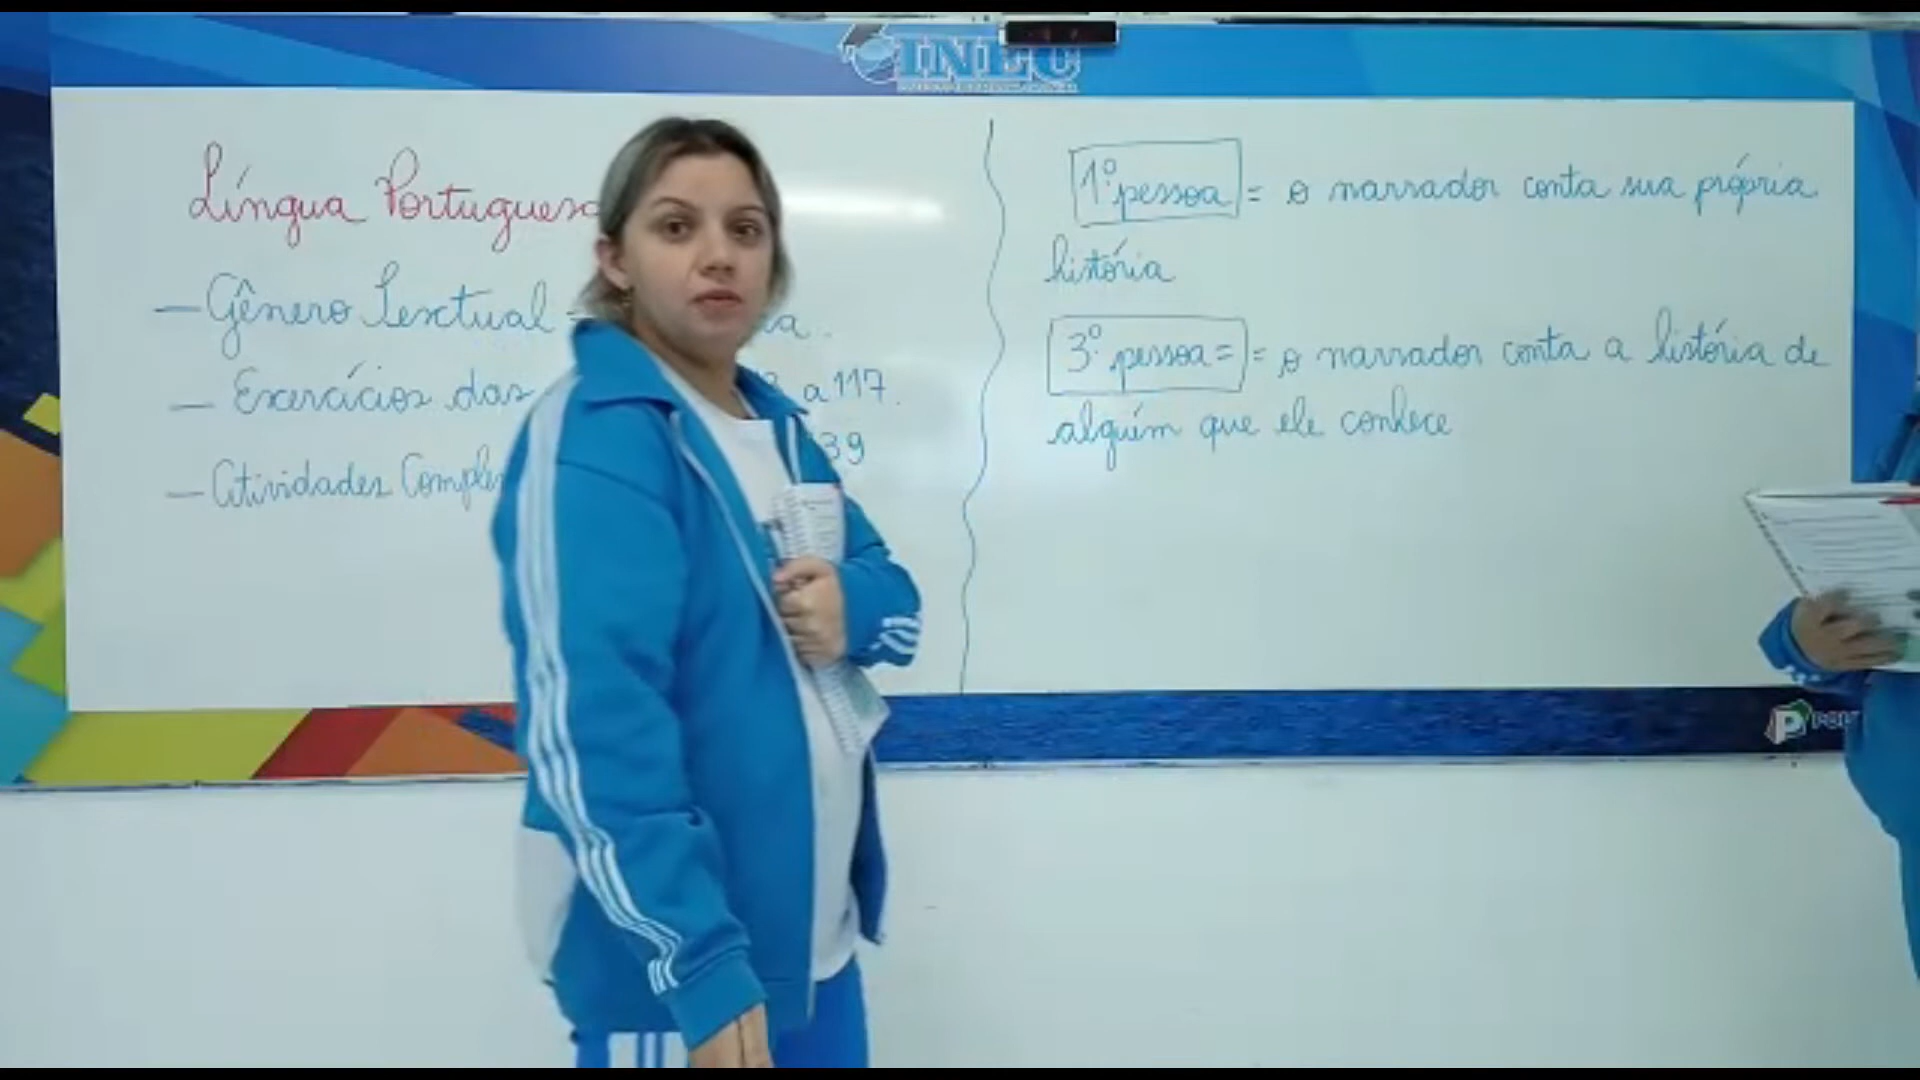 INEC
Língua Portuguesa
— Gênero Textual
— Exercícios das a 117.
— Atividades 39
1º pessoa = o narrador conta sua própria
história
3º pessoa = = o narrador conta a história de
alguém que ele conhece